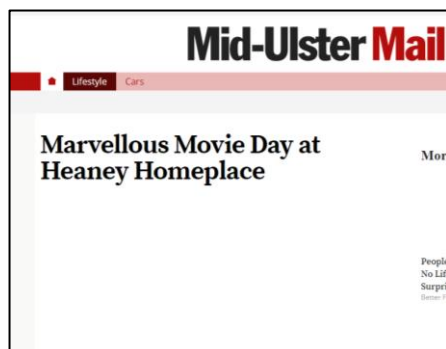 Mid-Ulster Mail
Lifestyle Cars
Marvellous Movie Day at
Heaney Homeplace
Mor
People
No Lif
Surpri